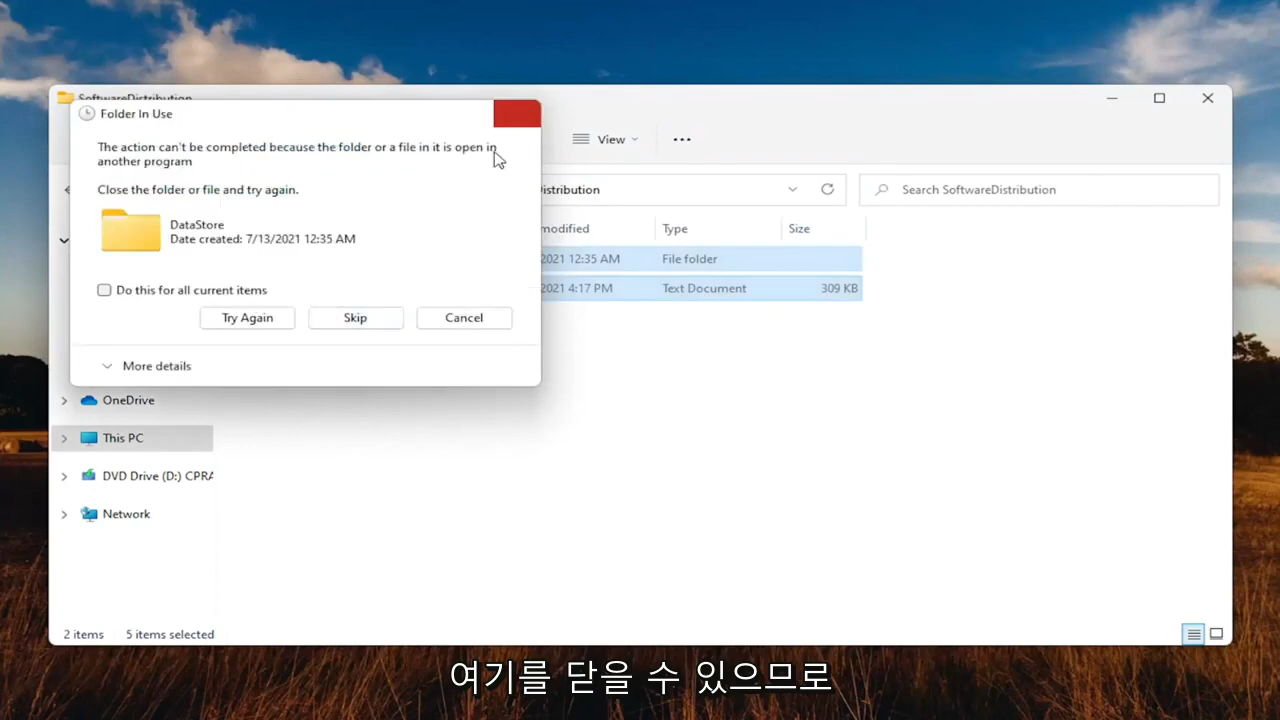 SoftwareDistribution
Folder In Use
The action can't be completed because the folder or a file in it is open in
another program
Close the folder or file and try again.
DataStore
Date created: 7/13/2021 12:35 AM
Do this for all current items
Try Again
Skip
Cancel
More details
View
Distribution
Search SoftwareDistribution
modified
Type
Size
2021 12:35 AM
File folder
2021 4:17 PM
Text Document
309 KB
OneDrive
This PC
DVD Drive (D:) CPRA
Network
2 items
5 items selected
여기를 닫을 수 있으므로